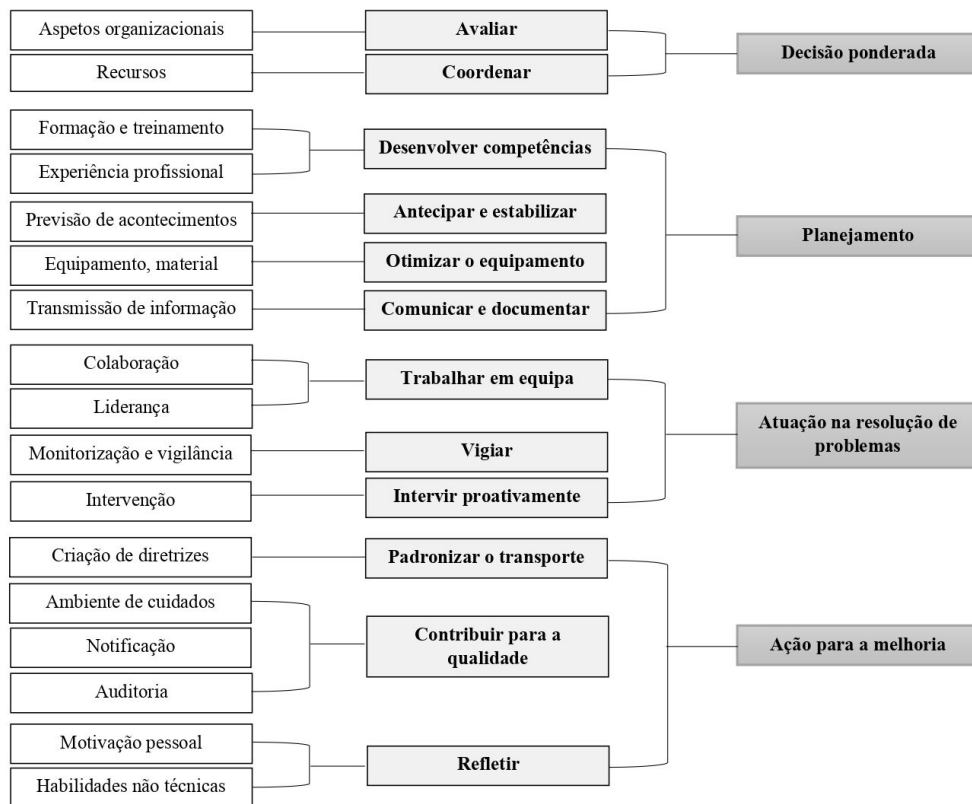 Aspetos organizacionais
Avaliar
Decisão ponderada
Recursos
Coordenar
Formação e treinamento
Desenvolver competências
Experiência profissional
Previsão de acontecimentos
Antecipar e estabilizar
Planejamento
Equipamento, material
Otimizar o equipamento
Transmissão de informação
Comunicar e documentar
Colaboração
Trabalhar em equipa
Liderança
Atuação na resolução de
problemas
Monitorização e vigilância
Vigiar
Intervenção
Intervir proativamente
Criação de diretrizes
Padronizar o transporte
Ambiente de cuidados
Notificação
Contribuir para a
qualidade
Ação para a melhoria
Auditoria
Motivação pessoal
Refletir
Habilidades não técnicas